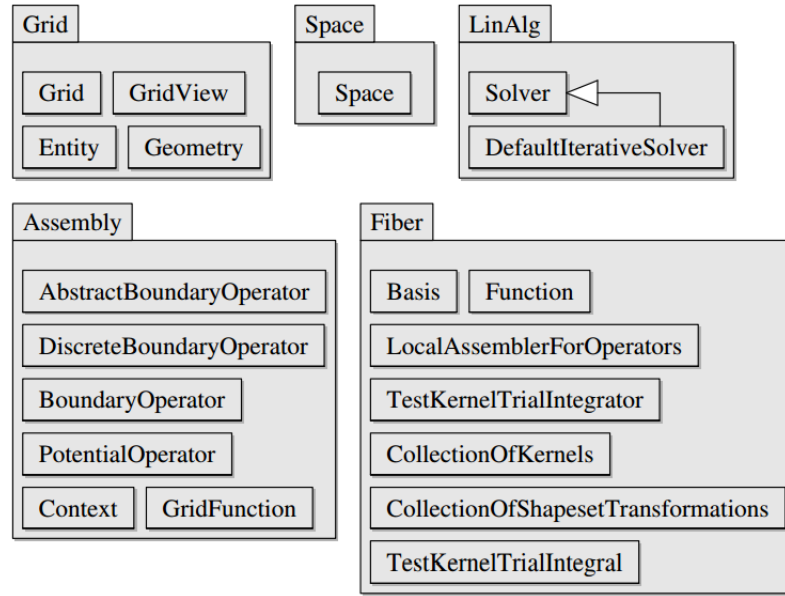 Grid
Grid GridView
Entity Geometry
Space
Space
LinAlg
Solver
DefaultIterativeSolver
Assembly
AbstractBoundaryOperator
DiscreteBoundaryOperator
BoundaryOperator
PotentialOperator
Context GridFunction
Fiber
Basis Function
LocalAssemblerForOperators
TestKernelTrialIntegrator
CollectionOfKernels
CollectionOfShapesetTransformations
TestKernelTrialIntegral